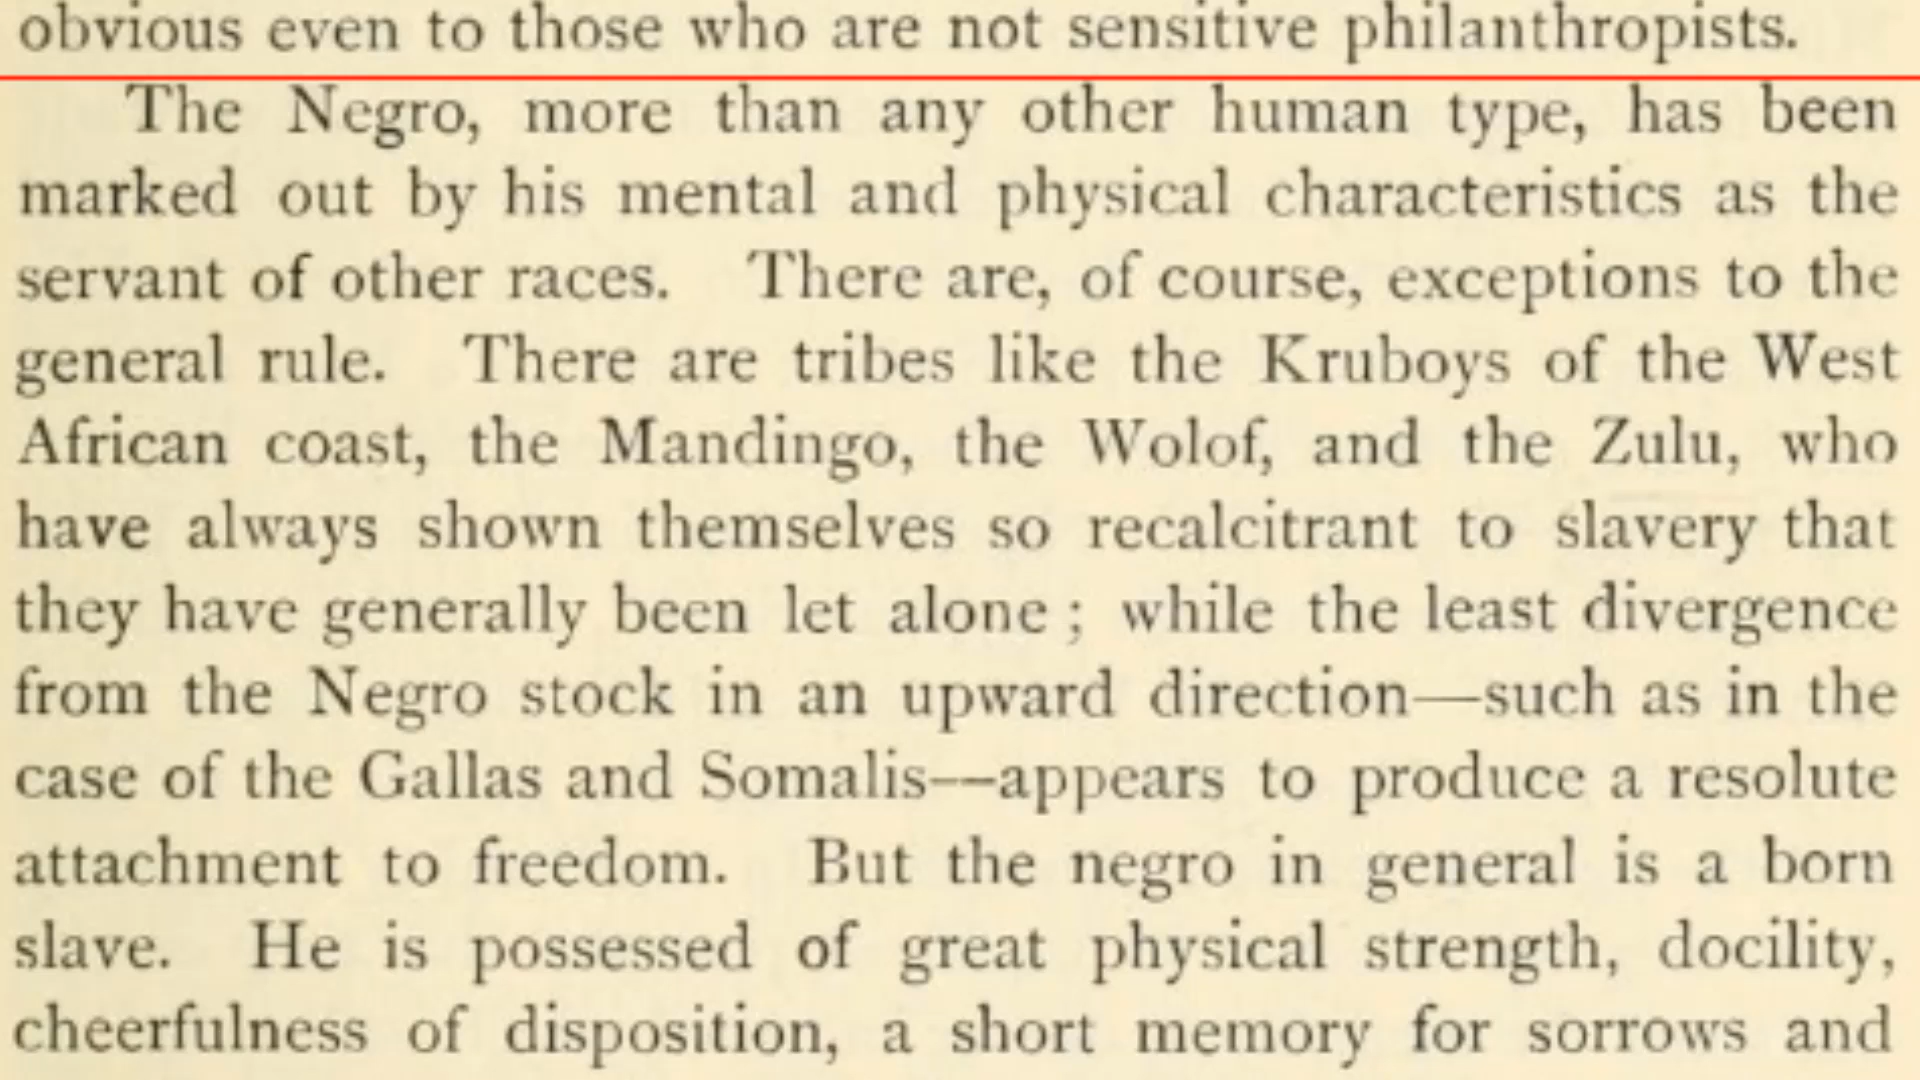 obvious even to those who are not sensitive philanthropists.
The Negro, more than any other human type, has been
marked out by his mental and physical characteristics as the
servant of other races. There are, of course, exceptions to the
general rule. There are tribes like the Kruboys of the West
African coast, the Mandingo, the Wolof, and the Zulu, who
have always shown themselves so recalcitrant to slavery that
they have generally been let alone ; while the least divergence
from the Negro stock in an upward direction—such as in the
case of the Gallas and Somalis—appears to produce a resolute
attachment to freedom. But the negro in general is a born
slave. He is possessed of great physical strength, docility,
cheerfulness of disposition, a short memory for sorrows and